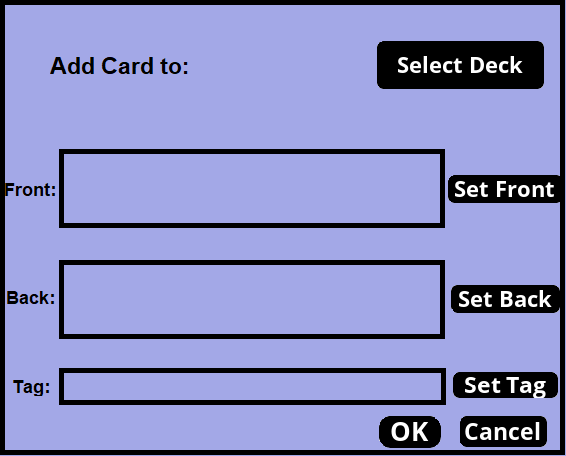 Add Card to: Select Deck
Front: Set Front
Back: Set Back
Tag: Set Tag
OK Cancel